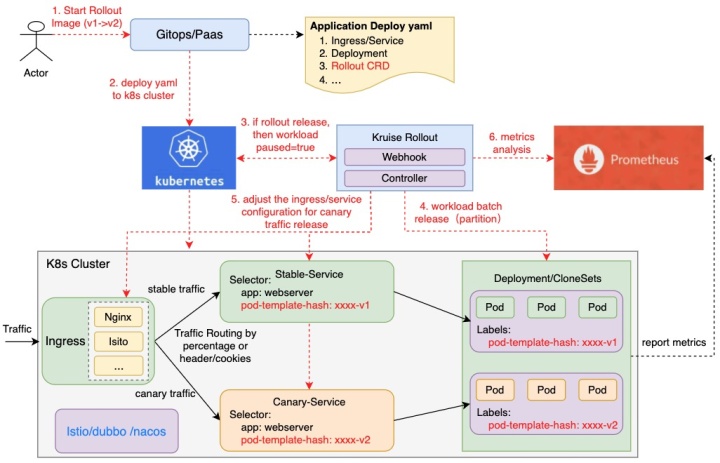 1. Start Rollout
Image (v1->v2)
Actor
Gitops/Paas
Application Deploy yaml
1. Ingress/Service
2. Deployment
3. Rollout CRD
4. ...
2. deploy yaml
to k8s cluster
3. if rollout release,
then workload
paused=true
kubernetes
Kruise Rollout
Webhook
Controller
6. metrics
analysis
Prometheus
5. adjust the ingress/service
configuration for canary
traffic release
4. workload batch
release（partition）
K8s Cluster
Traffic
Ingress
Nginx
Isito
...
stable traffic
Traffic Routing by
percentage or
header/cookies
canary traffic
Stable-Service
Selector:
app: webserver
pod-template-hash: xxxx-v1
Canary-Service
Selector:
app: webserver
pod-template-hash: xxxx-v2
Deployment/CloneSets
Pod Pod Pod
Labels:
pod-template-hash: xxxx-v1
Pod Pod Pod
Labels:
pod-template-hash: xxxx-v2
report metrics
Istio/dubbo /nacos